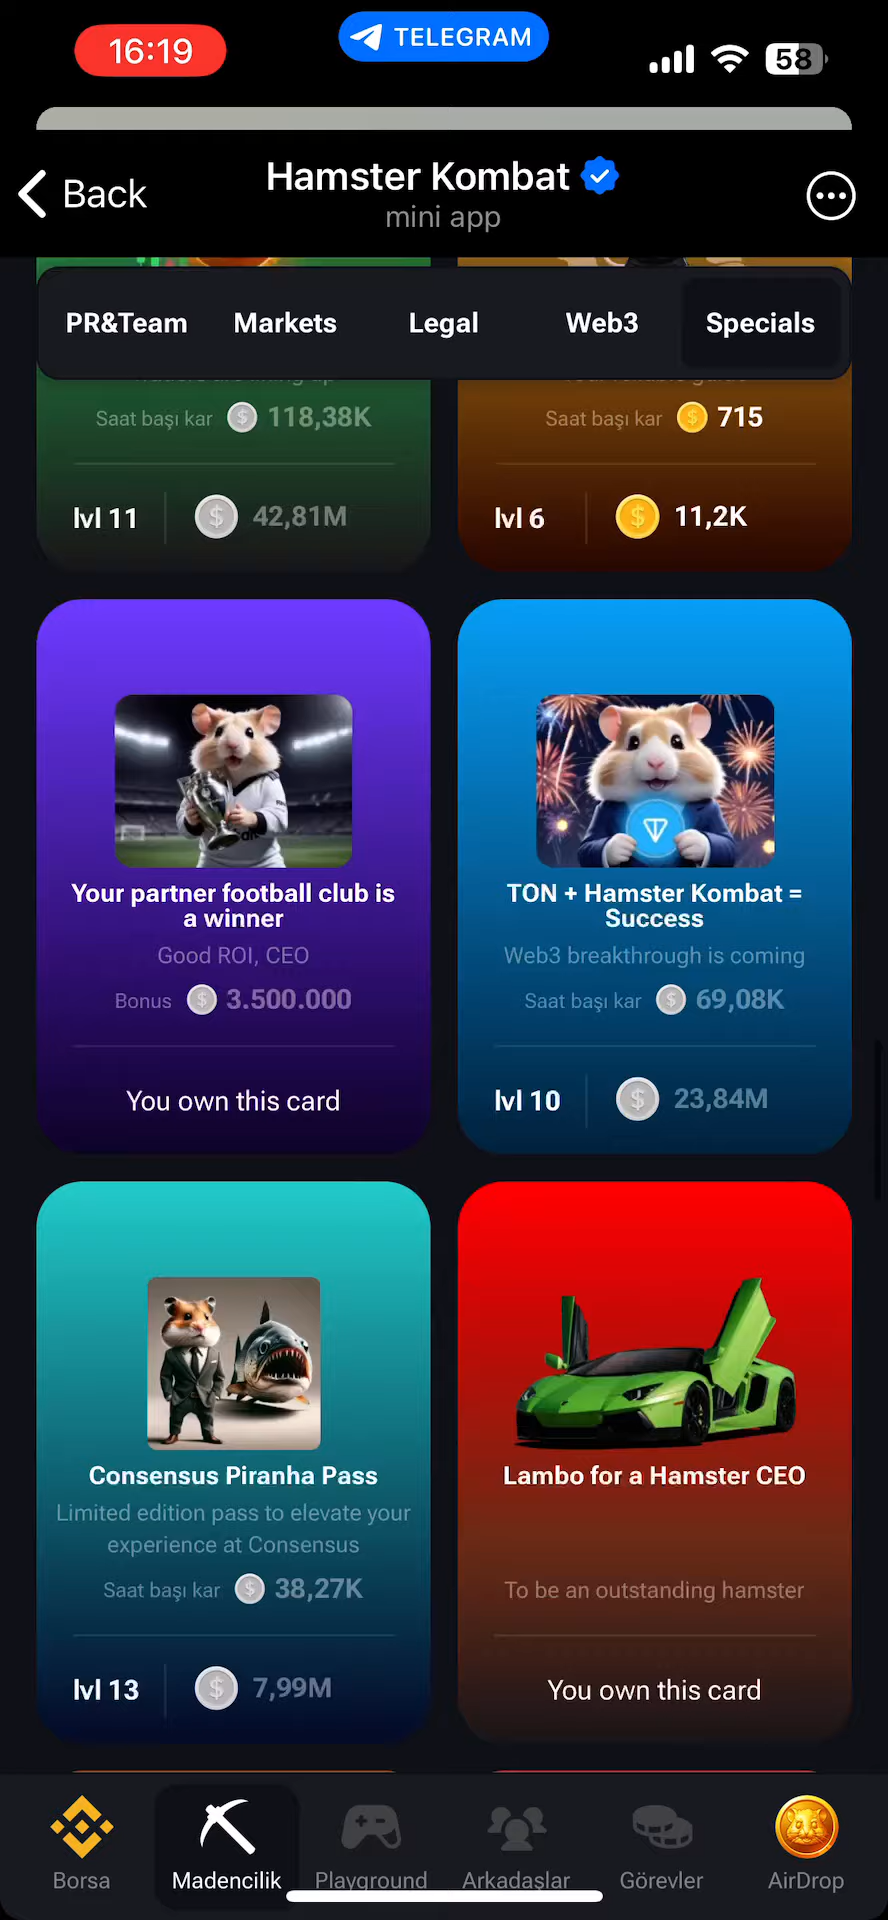 16:19
TELEGRAM
58
Back
Hamster Kombat
mini app
PR&Team
Markets
Legal
Web3
Specials
Saat başı kar 118,38K
lvl 11
42,81M
Saat başı kar 715
lvl 6
11,2K
Your partner football club is
a winner
Good ROI, CEO
Bonus 3.500.000
You own this card
TON + Hamster Kombat =
Success
Web3 breakthrough is coming
Saat başı kar 69,08K
lvl 10
23,84M
Consensus Piranha Pass
Limited edition pass to elevate your
experience at Consensus
Saat başı kar 38,27K
lvl 13
7,99M
Lambo for a Hamster CEO
To be an outstanding hamster
You own this card
Borsa
Madencilik
Playground
Arkadaşlar
Görevler
AirDrop